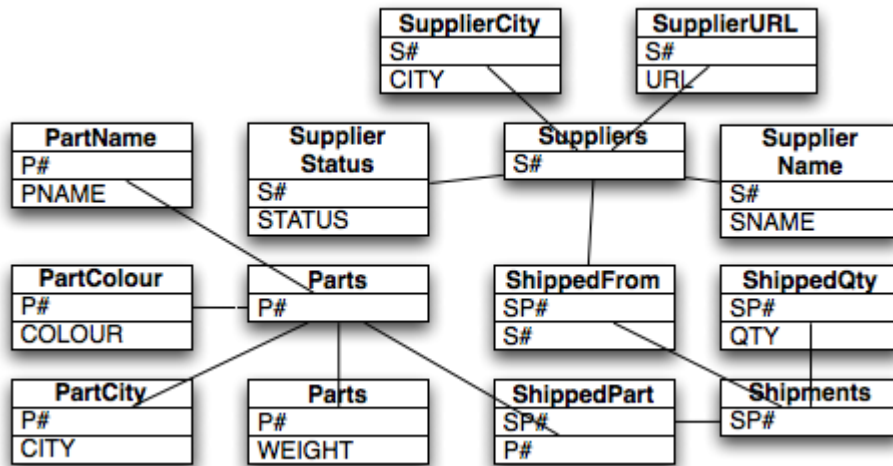 SupplierCity
S#
CITY
SupplierURL
S#
URL
PartName
P#
PNAME
Supplier
Status
S#
STATUS
Suppliers
S#
Supplier
Name
S#
SNAME
PartColour
P#
COLOUR
Parts
P#
ShippedFrom
SP#
S#
ShippedQty
SP#
QTY
PartCity
P#
CITY
Parts
P#
WEIGHT
ShippedPart
SP#
P#
Shipments
SP#